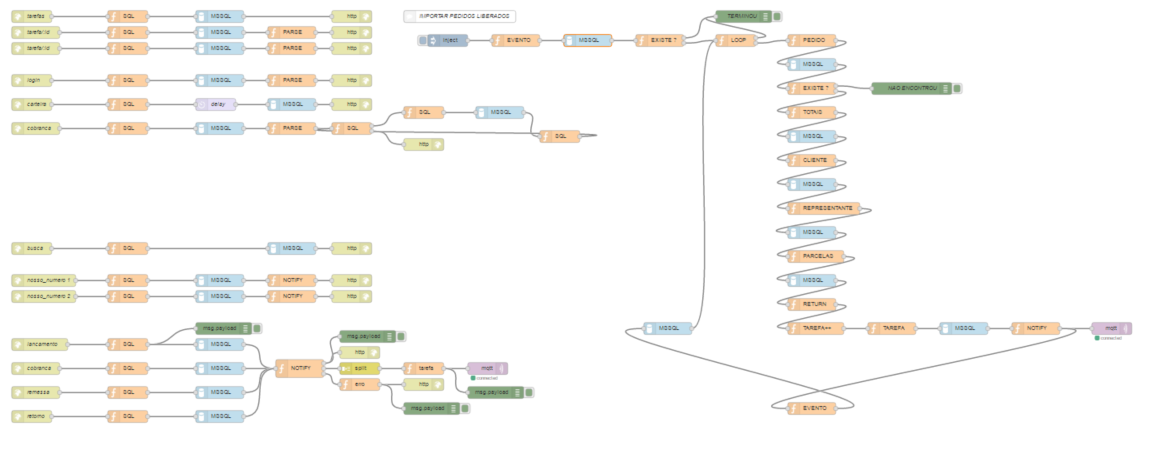 tarefas SQL MSSQL http
tarefa/id SQL MSSQL PARSE http
tarefa/id SQL MSSQL PARSE http
login SQL MSSQL PARSE http
carteira SQL delay MSSQL http
cobranca SQL MSSQL PARSE SQL
SQL MSSQL
SQL
http
busca SQL MSSQL http
nosso_numero 1 SQL MSSQL NOTIFY http
nosso_numero 2 SQL MSSQL NOTIFY http
msg.payload
lancamento SQL MSSQL
cobranca SQL MSSQL
remessa SQL MSSQL
retorno SQL MSSQL
NOTIFY
msg.payload
http
split tarefa mqtt
connected
erro http
msg.payload
msg.payload
IMPORTAR PEDIDOS LIBERADOS
inject EVENTO MSSQL EXISTE ? LOOP
TERMINOU
PEDIDO
MSSQL
EXISTE ? NAO ENCONTROU
TOTAIS
MSSQL
CLIENTE
MSSQL
REPRESENTANTE
MSSQL
PARCELAS
MSSQL
RETURN
MSSQL TAREFA++ TAREFA MSSQL NOTIFY mqtt
connected
EVENTO